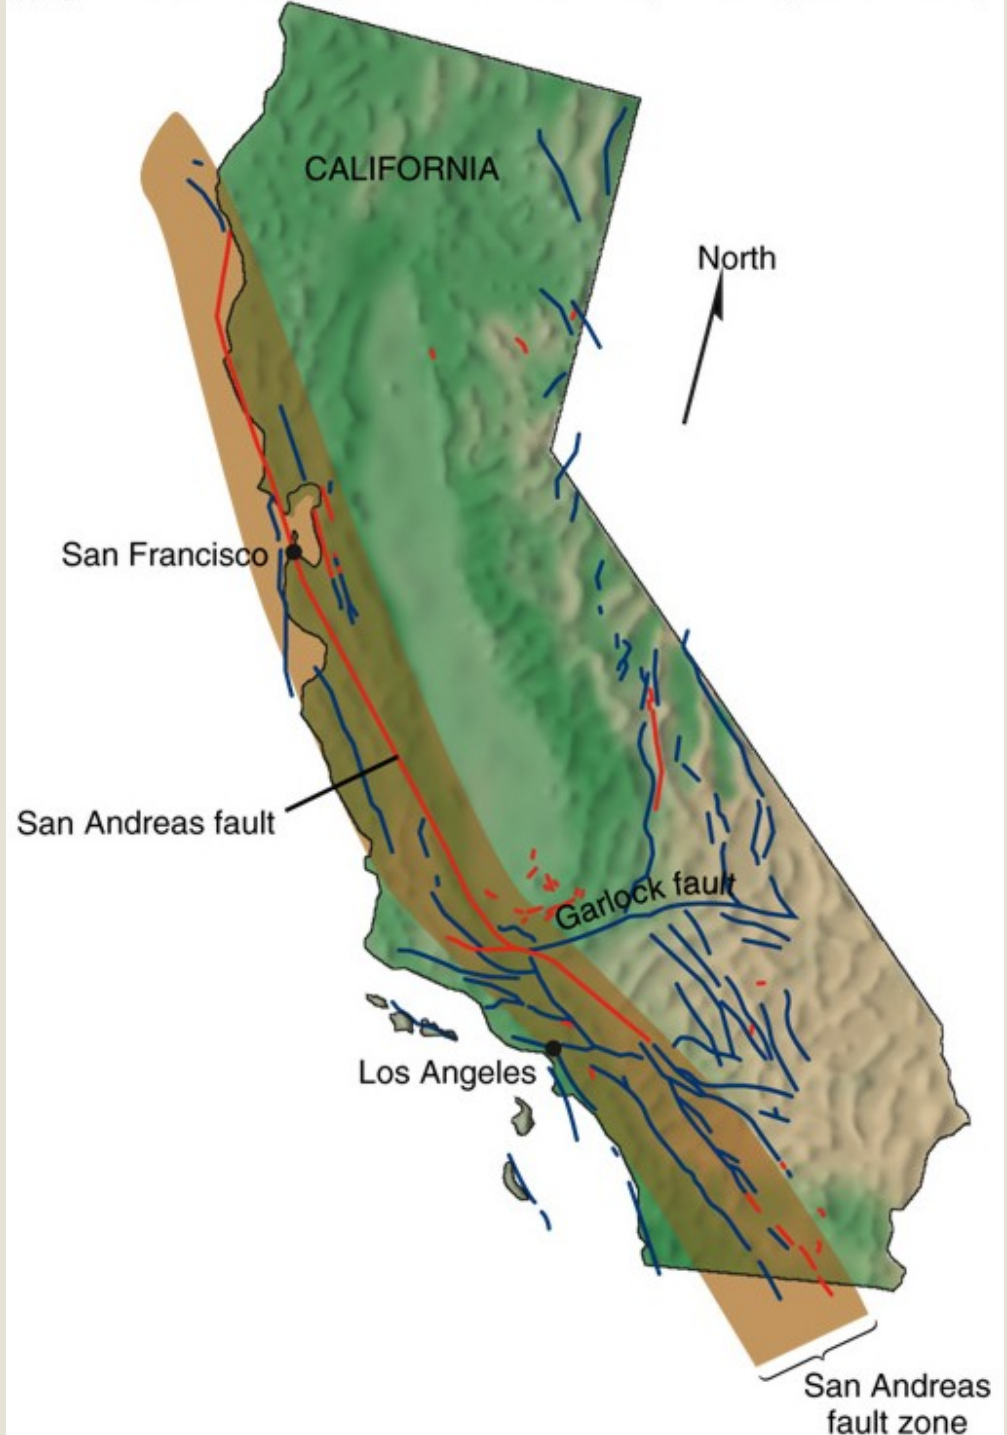 CALIFORNIA
North
San Francisco
San Andreas fault
Garlock fault
Los Angeles
San Andreas
fault zone